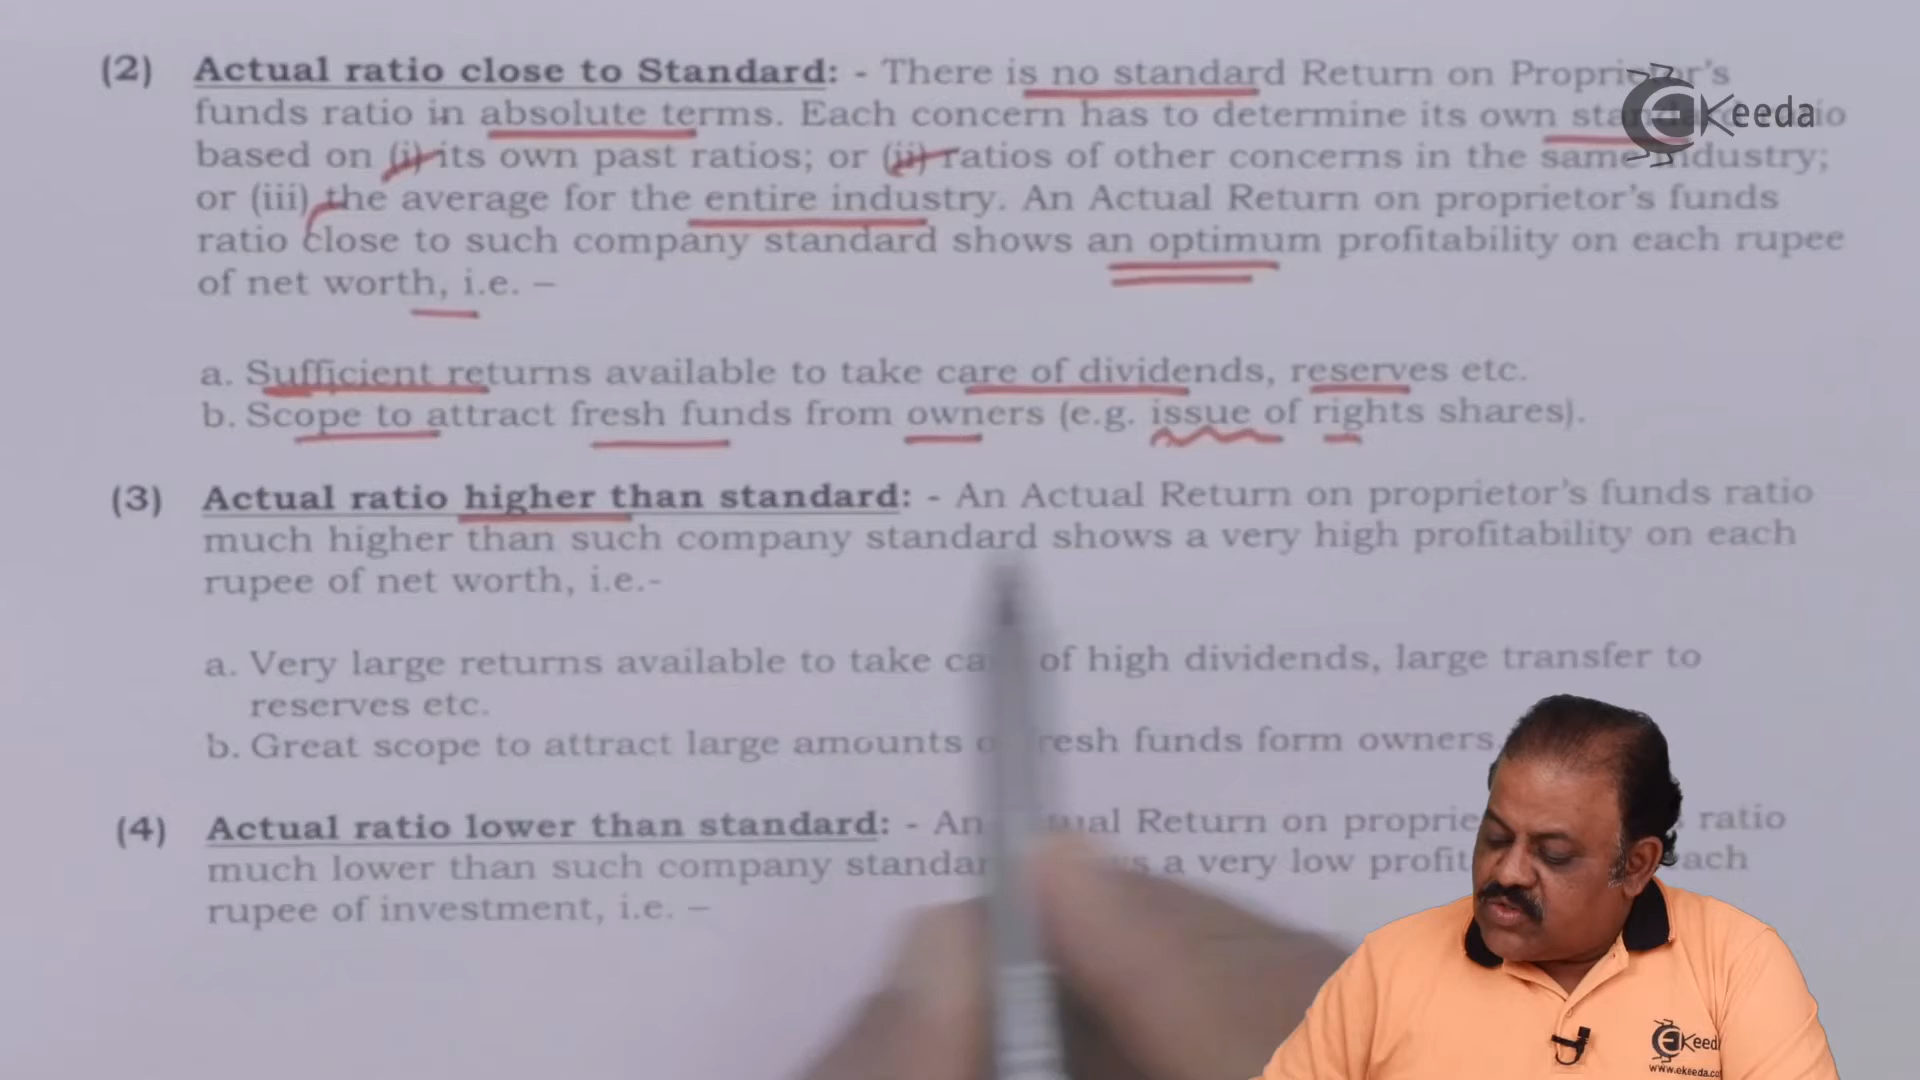 (2) Actual ratio close to Standard: - There is no standard Return on Proprietor's
funds ratio in absolute terms. Each concern has to determine its own
based on (i) its own past ratios; or (ii) ratios of other concerns in the same industry;
or (iii) the average for the entire industry. An Actual Return on proprietor's funds
ratio close to such company standard shows an optimum profitability on each rupee
of net worth, i.e. –
a. Sufficient returns available to take care of dividends, reserves etc.
b. Scope to attract fresh funds from owners (e.g. issue of rights shares).
(3) Actual ratio higher than standard: - An Actual Return on proprietor's funds ratio
much higher than such company standard shows a very high profitability on each
rupee of net worth, i.e.-
a. Very large returns available to take of high dividends, large transfer to
reserves etc.
b. Great scope to attract large amounts funds form owners.
(4) Actual ratio lower than standard: - An Return on ratio
much lower than such company a very low
rupee of investment, i.e. –
eKeeda
eKeeda
www.ekeeda.com